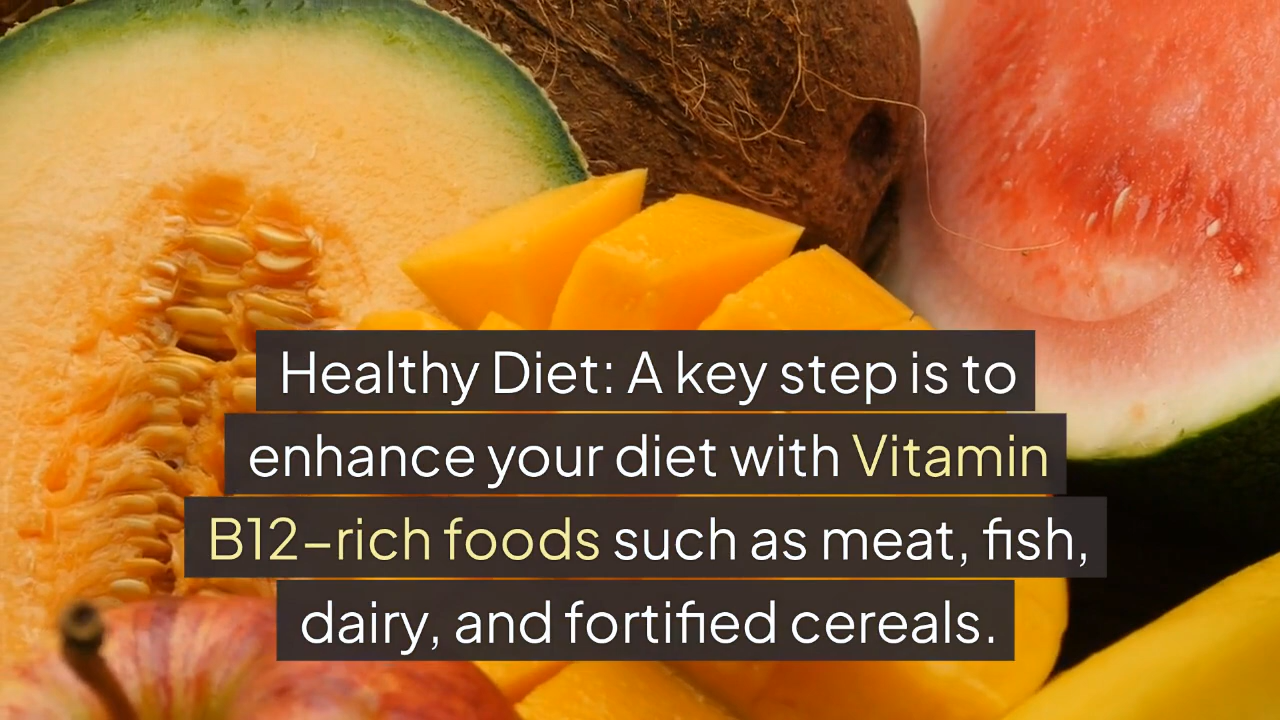 Healthy Diet: A key step is to
enhance your diet with Vitamin
B12–rich foods such as meat, fish,
dairy, and fortified cereals.